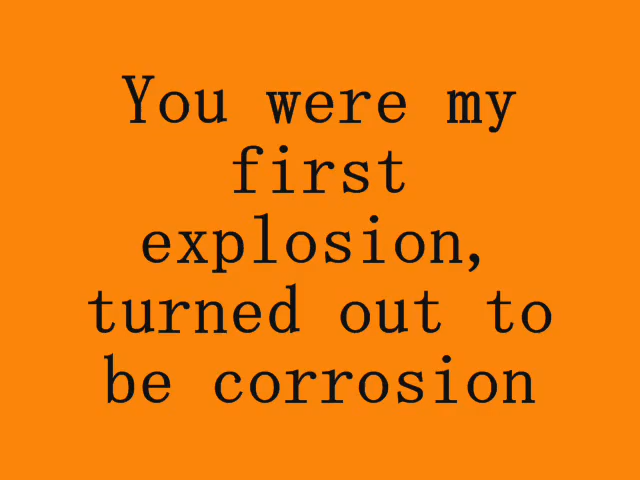 You were my
first
explosion,
turned out to
be corrosion